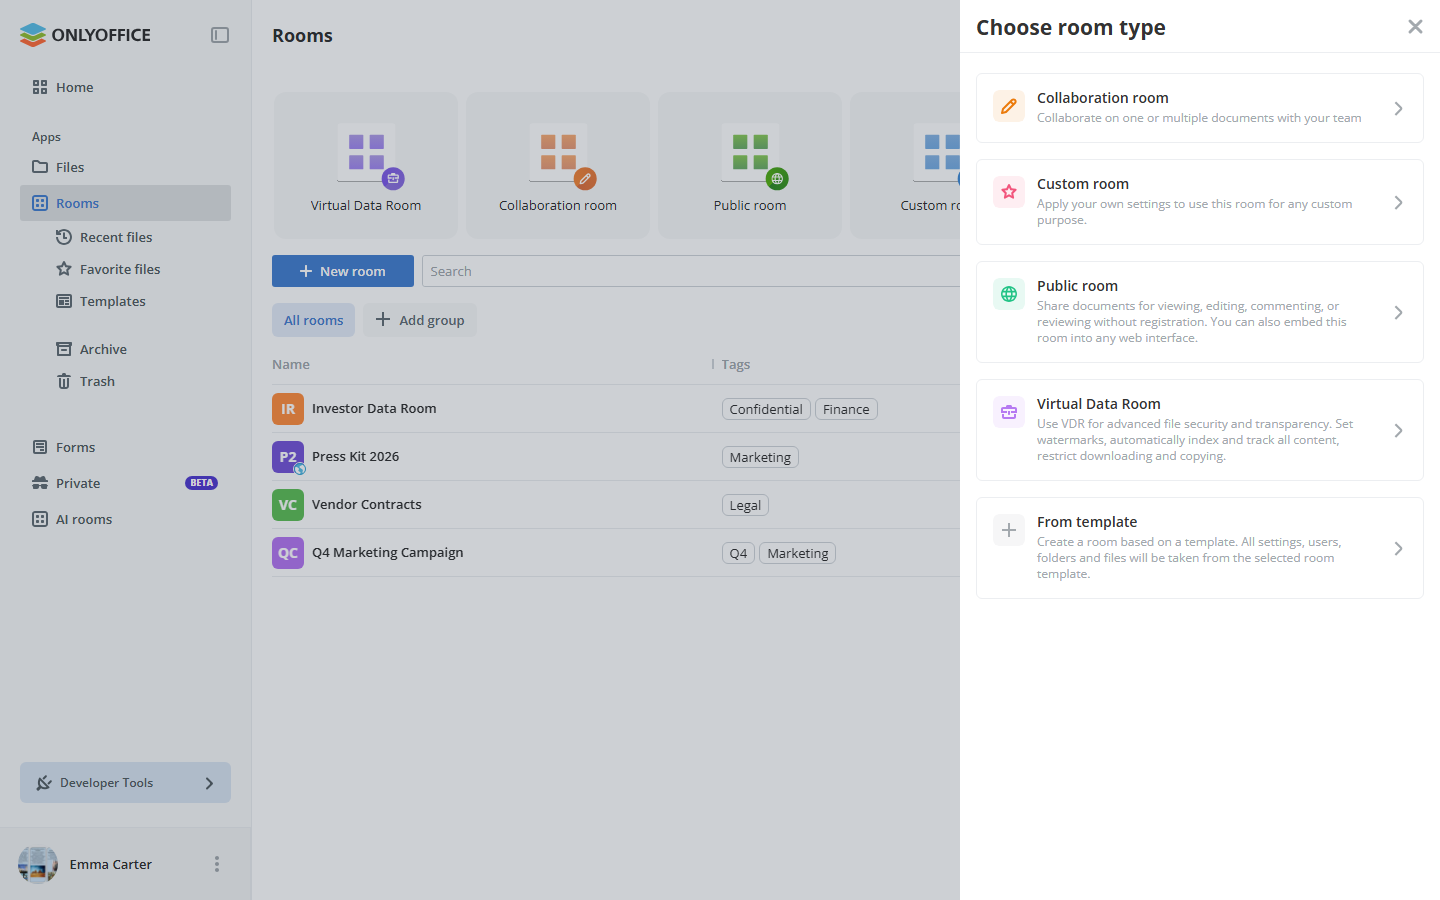 ONLYOFFICE
Home
Apps
Files
Rooms
Recent files
Favorite files
Templates
Archive
Trash
Forms
Private
BETA
AI rooms
Developer Tools
Emma Carter
Rooms
Virtual Data Room
Collaboration room
Public room
New room
Search
All rooms
Add group
Name
Tags
IR
Investor Data Room
Confidential
Finance
P2
Press Kit 2026
Marketing
VC
Vendor Contracts
Legal
QC
Q4 Marketing Campaign
Q4
Marketing
Choose room type
Collaboration room
Collaborate on one or multiple documents with your team
Custom room
Apply your own settings to use this room for any custom
purpose.
Public room
Share documents for viewing, editing, commenting, or
reviewing without registration. You can also embed this
room into any web interface.
Virtual Data Room
Use VDR for advanced file security and transparency. Set
watermarks, automatically index and track all content,
restrict downloading and copying.
From template
Create a room based on a template. All settings, users,
folders and files will be taken from the selected room
template.